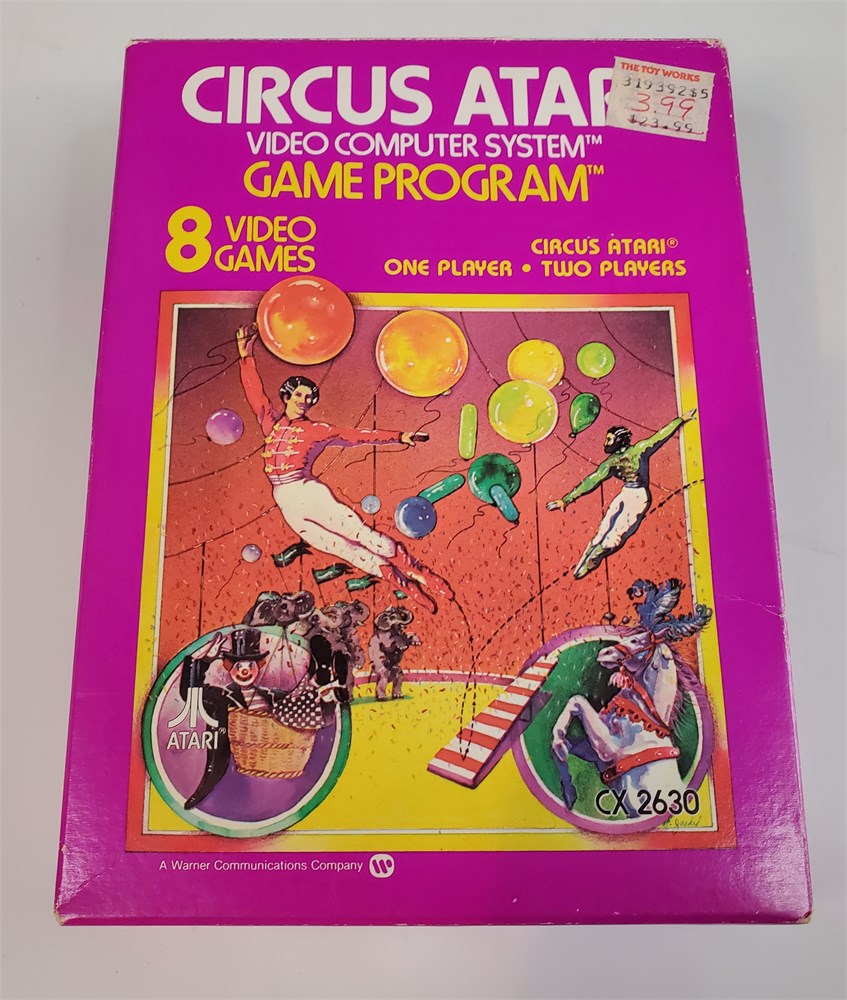 CIRCUS ATAR
THE TOY WORKS
319392$5
3.99
$23.99
VIDEO COMPUTER SYSTEM™
GAME PROGRAM™
8 VIDEO
GAMES
CIRCUS ATARI®
ONE PLAYER • TWO PLAYERS
ATARI®
CX 2630
A Warner Communications Company